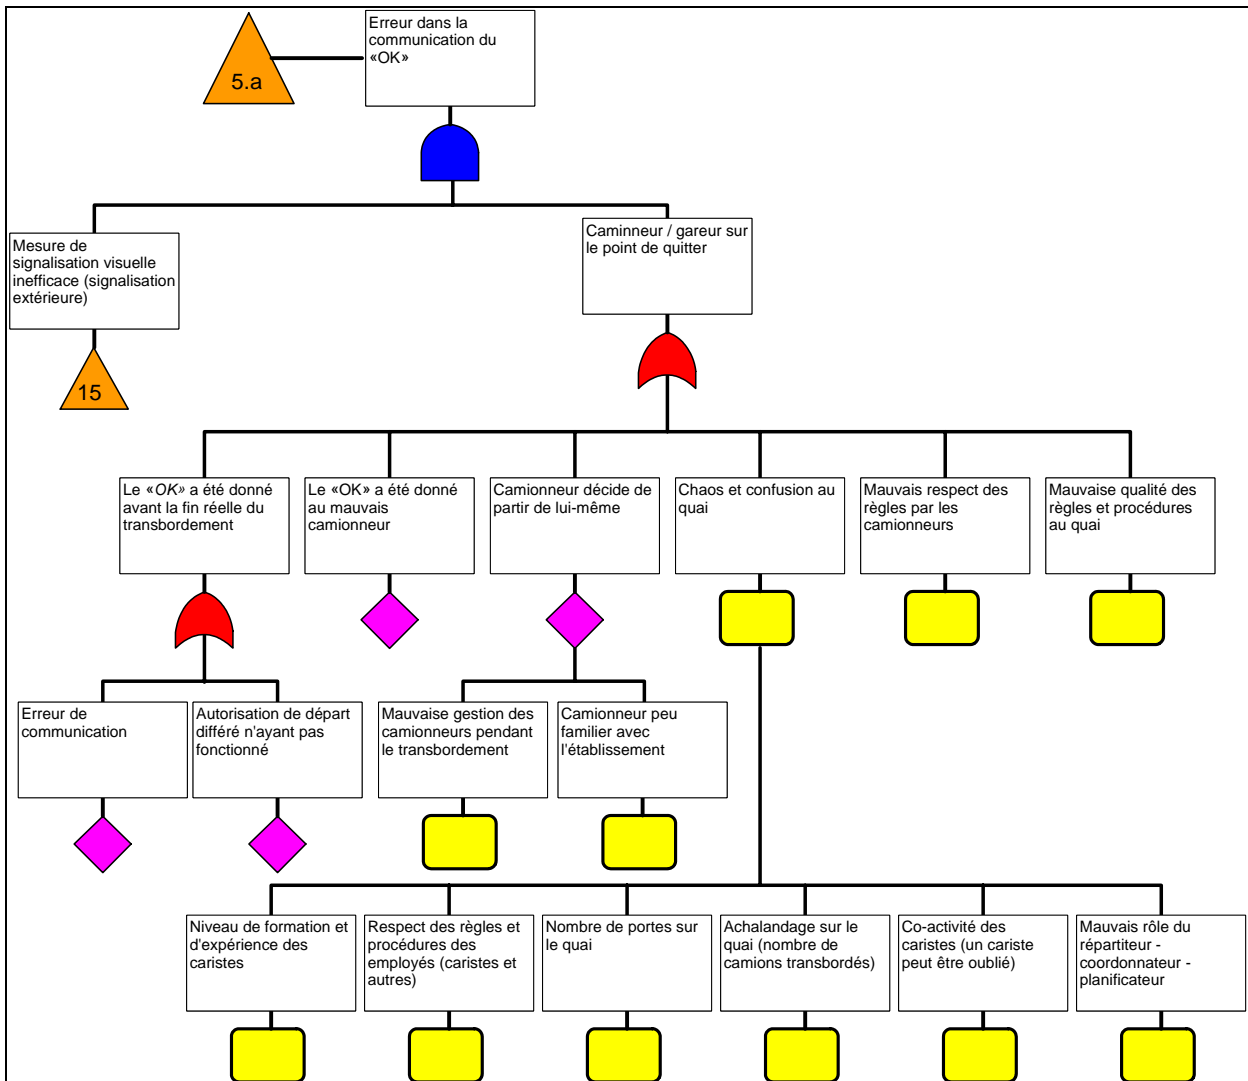 5.a
Erreur dans la
communication du
«OK»
Mesure de
signalisation visuelle
inefficace (signalisation
extérieure)
15
Caminneur / gareur sur
le point de quitter
Le «OK» a été donné
avant la fin réelle du
transbordement
Le «OK» a été donné
au mauvais
camionneur
Camionneur décide de
partir de lui-même
Chaos et confusion au
quai
Mauvais respect des
règles par les
camionneurs
Mauvaise qualité des
règles et procédures
au quai
Erreur de
communication
Autorisation de départ
différé n'ayant pas
fonctionné
Mauvaise gestion des
camionneurs pendant
le transbordement
Camionneur peu
familier avec
l'établissement
Niveau de formation et
d'expérience des
caristes
Respect des règles et
procédures des
employés (caristes et
autres)
Nombre de portes sur
le quai
Achalandage sur le
quai (nombre de
camions transbordés)
Co-activité des
caristes (un cariste
peut être oublié)
Mauvais rôle du
répartiteur -
coordonnateur -
planificateur